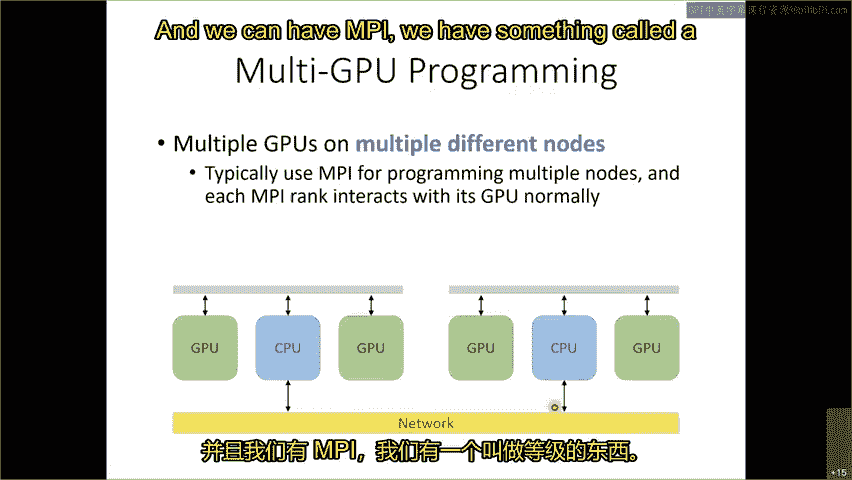 And we can have MPI, we have something called a
Multi-GPU Programming
• Multiple GPUs on multiple different nodes
• Typically use MPI for programming multiple nodes, and
each MPI rank interacts with its GPU normally
GPU CPU GPU GPU CPU GPU
Network
并且我们有 MPI，我们有一个叫做等级的东西。
+15